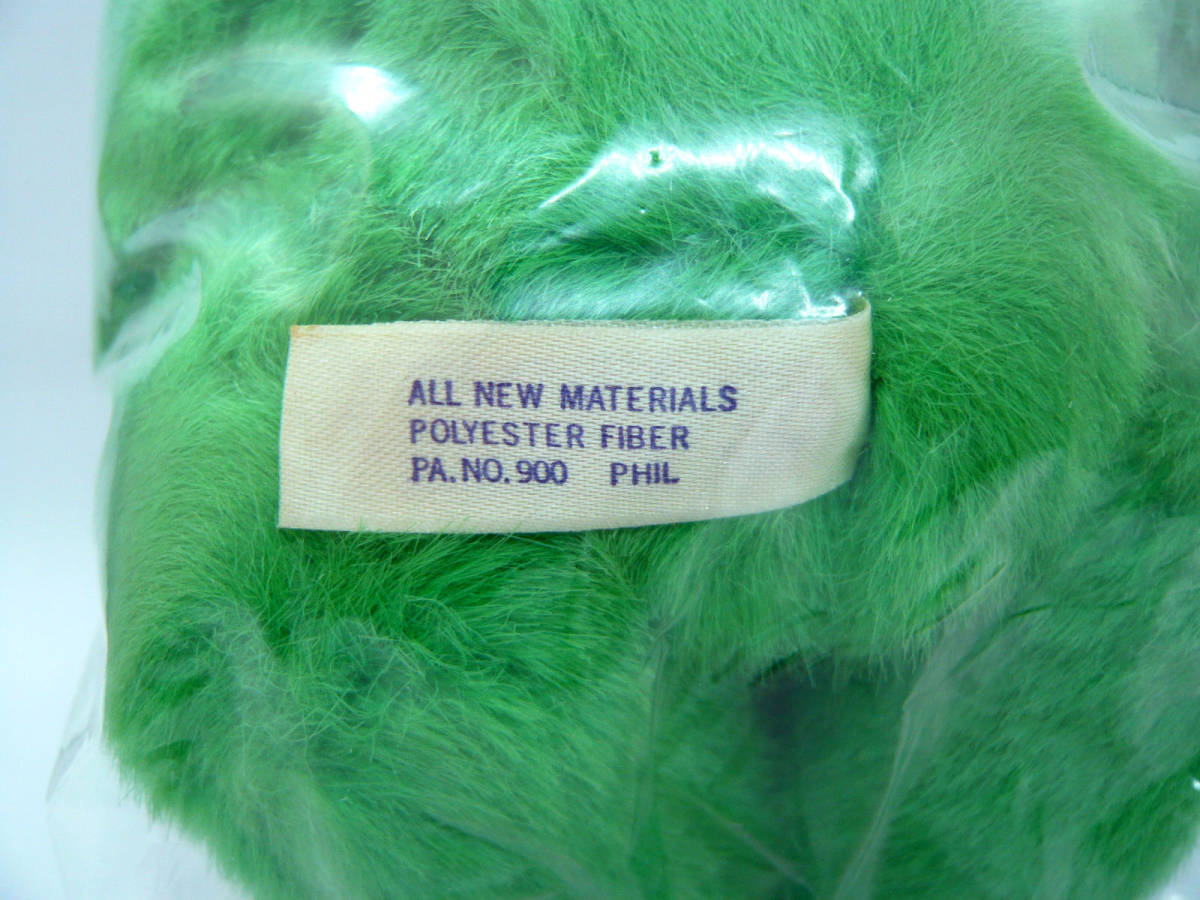 ALL NEW MATERIALS
POLYESTER FIBER
PA. NO. 900 PHIL